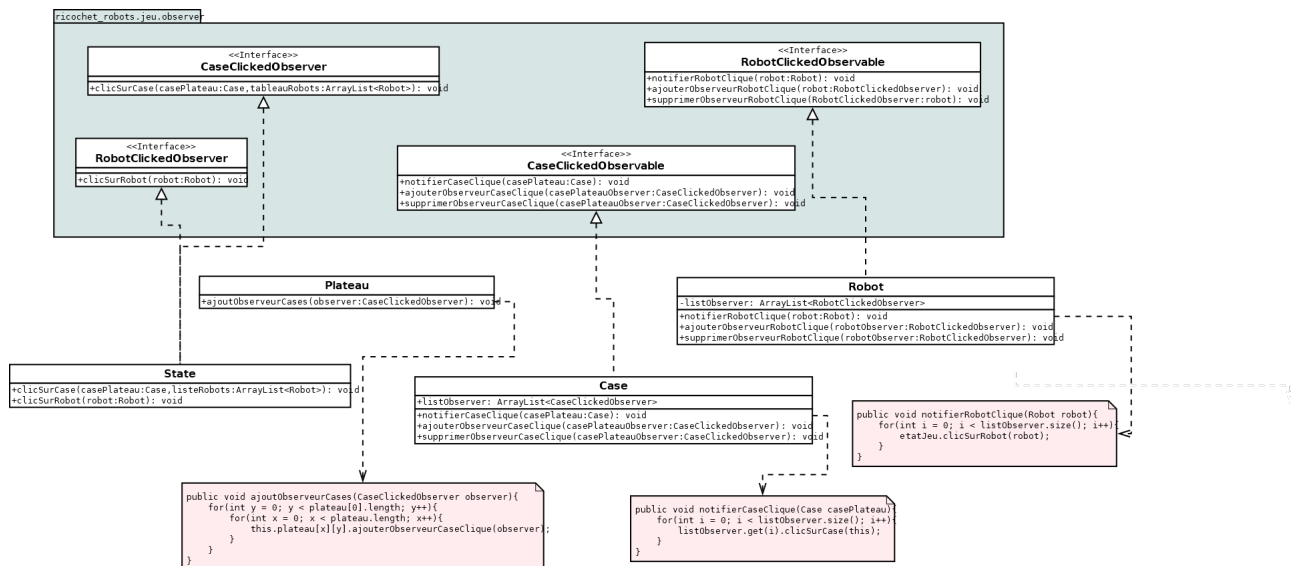 ricochet_robots.jeu.observer
<<Interface>>
CaseClickedObserver
+clicSurCase(casePlateau:Case,tableauRobots:ArrayList<Robot>): void
<<Interface>>
RobotClickedObservable
+notifierRobotClique(robot:Robot): void
+ajouterObserveurRobotClique(robot:RobotClickedObserver): void
+supprimerObserveurRobotClique(RobotClickedObserver:robot): void
<<Interface>>
RobotClickedObserver
+clicSurRobot(robot:Robot): void
<<Interface>>
CaseClickedObservable
+notifierCaseClique(casePlateau:Case): void
+ajouterObserveurCaseClique(casePlateauObserver:CaseClickedObserver): void
+supprimerObserveurCaseClique(casePlateauObserver:CaseClickedObserver): void
Plateau
+ajoutObserveurCases(observer:CaseClickedObserver): void
Robot
-listObserver: ArrayList<RobotClickedObserver>
+notifierRobotClique(robot:Robot): void
+ajouterObserveurRobotClique(robotObserver:RobotClickedObserver): void
+supprimerObserveurRobotClique(robotObserver:RobotClickedObserver): void
State
+clicSurCase(casePlateau:Case,listeRobots:ArrayList<Robot>): void
+clicSurRobot(robot:Robot): void
Case
+listObserver: ArrayList<CaseClickedObserver>
+notifierCaseClique(casePlateau:Case): void
+ajouterObserveurCaseClique(casePlateauObserver:CaseClickedObserver): void
+supprimerObserveurCaseClique(casePlateauObserver:CaseClickedObserver): void
public void notifierRobotClique(Robot robot){
for(int i = 0; i < listObserver.size(); i++){
etatJeu.clicSurRobot(robot);
}
}
public void ajoutObserveurCases(CaseClickedObserver observer){
for(int y = 0; y < plateau[0].length; y++){
for(int x = 0; x < plateau.length; x++){
this.plateau[x][y].ajouterObserveurCaseClique(observer);
}
}
}
public void notifierCaseClique(Case casePlateau){
for(int i = 0; i < listObserver.size(); i++){
listObserver.get(i).clicSurCase(this);
}
}